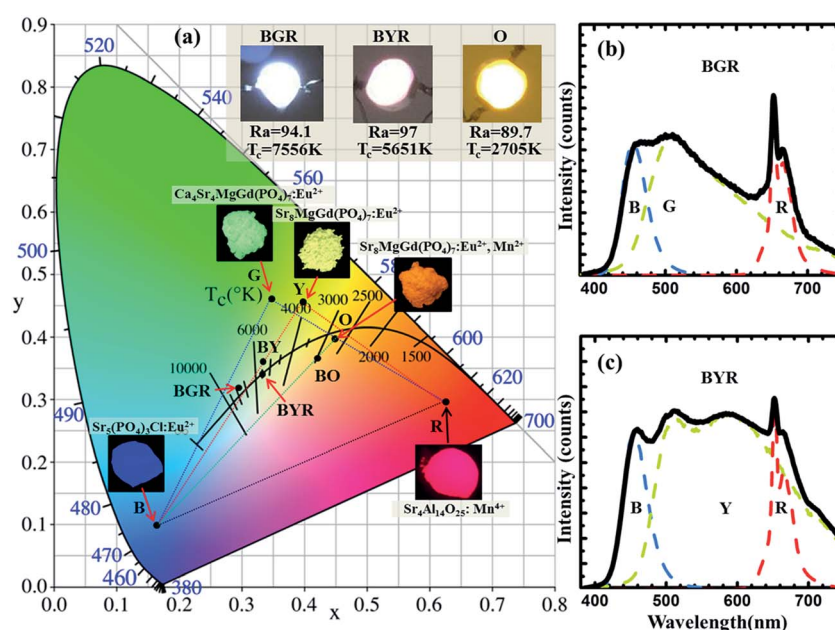 (a)
BGR BYR O
Ra=94.1 Ra=97 Ra=89.7
Tc=7556K Tc=5651K Tc=2705K
Ca4Sr4MgGd(PO4)7:Eu2+
Sr8MgGd(PO4)7:Eu2+
Sr8MgGd(PO4)7:Eu2+, Mn2+
Sr5(PO4)3Cl:Eu2+
Sr4Al14O25: Mn4+
G
Y
O
BY
BO
BGR
BYR
R
B
Tc(°K)
10000
6000
4000
3000
2500
2000
1500
520
540
560
500
490
480
470
460
380
600
620
700
y
0.9
0.8
0.7
0.6
0.5
0.4
0.3
0.2
0.1
0.0
0.0 0.1 0.2 0.3 0.4 0.5 0.6 0.7 0.8
x
(b)
BGR
Intensity (counts)
B G R
400 500 600 700
(c)
BYR
Intensity (counts)
B Y R
400 500 600 700
Wavelength(nm)